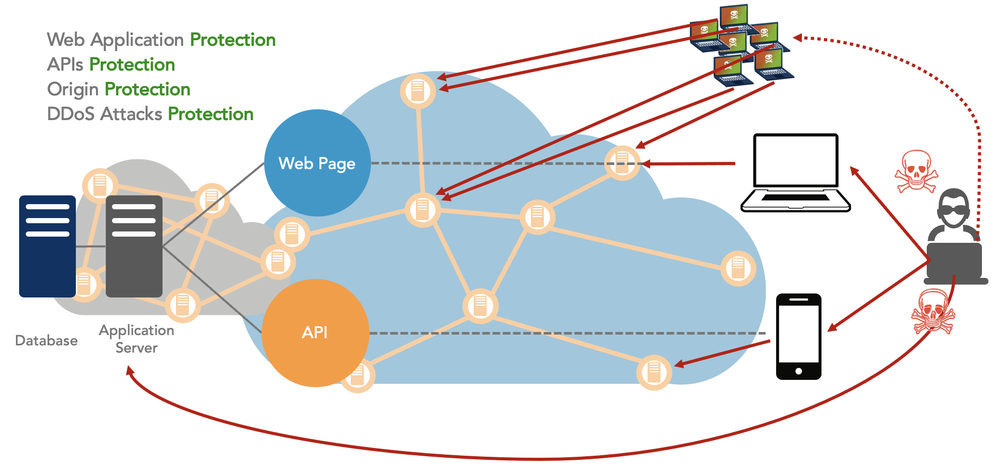 Web Application Protection
APIs Protection
Origin Protection
DDoS Attacks Protection
Web Page
API
Database
Application
Server